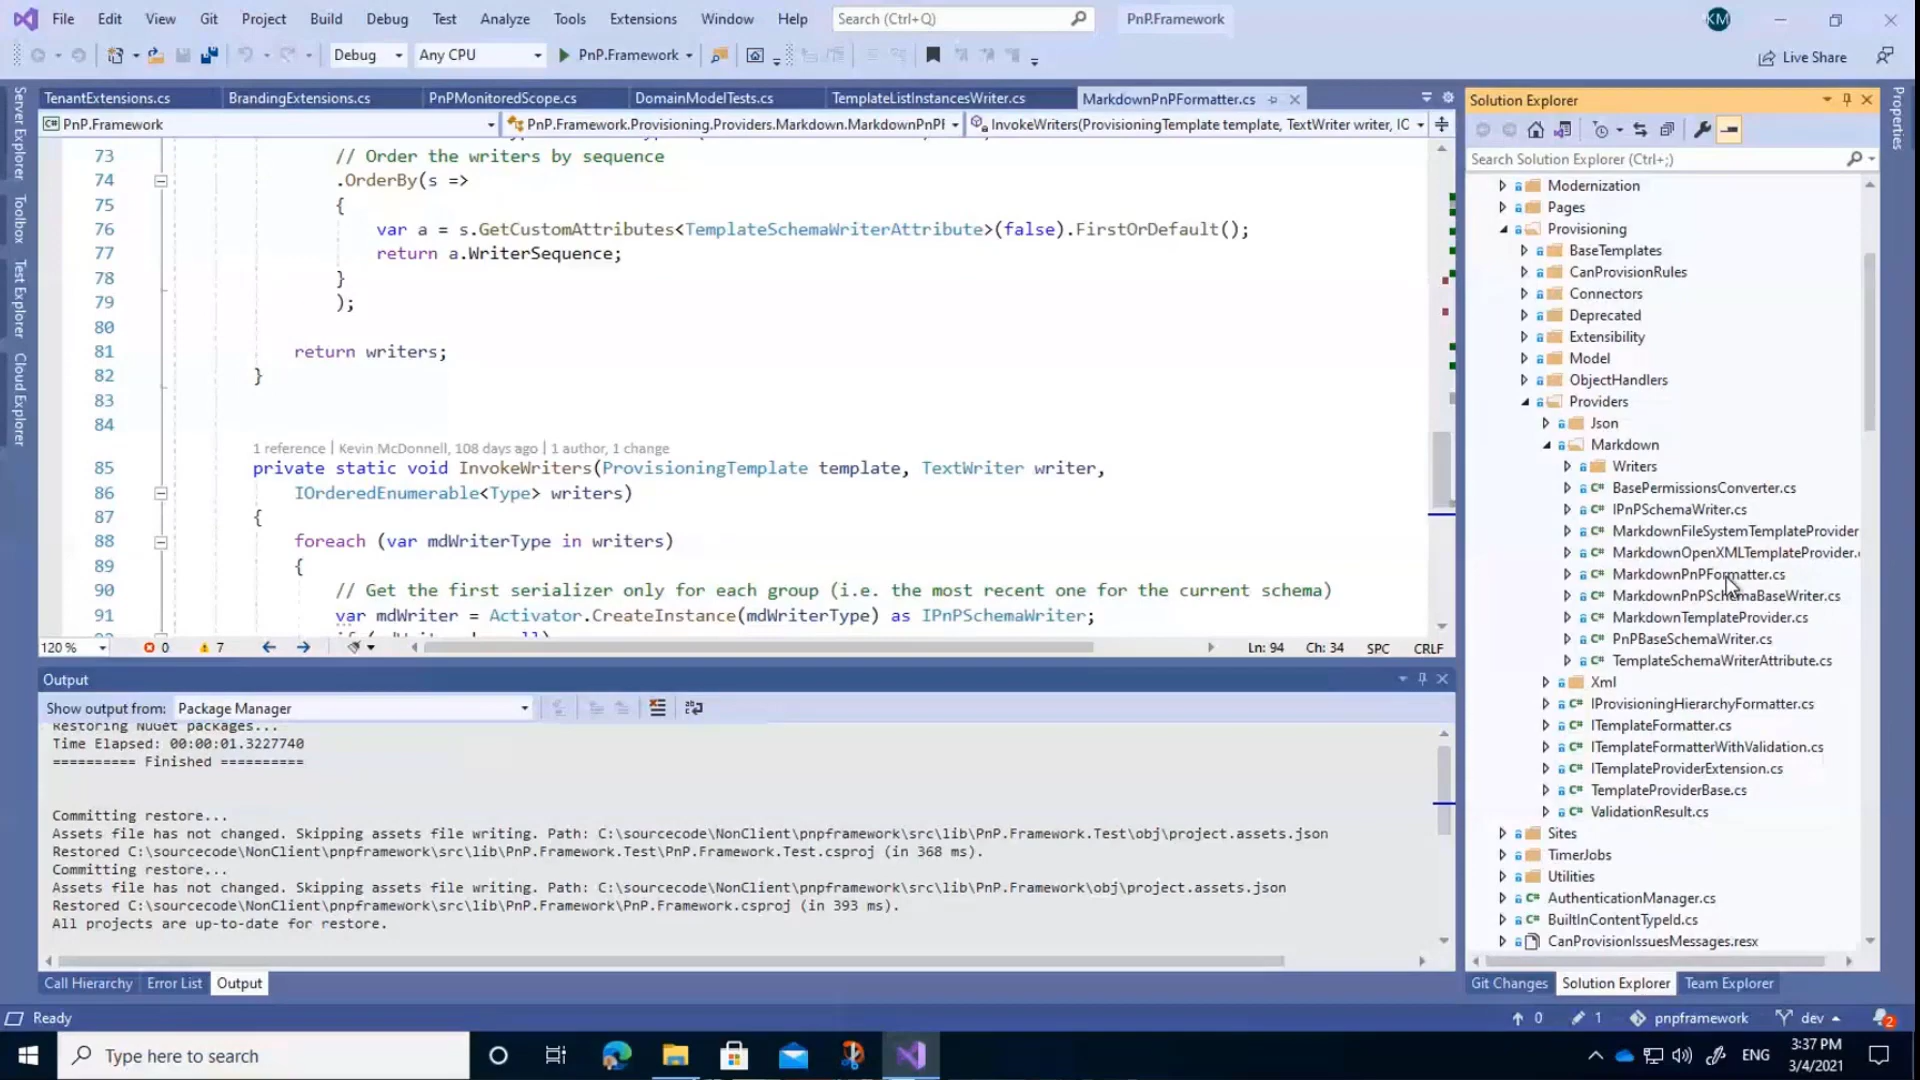 File Edit View Git Project Build Debug Test Analyze Tools Extensions Window Help Search (Ctrl+Q) PnP.Framework KM
Debug Any CPU PnP.Framework Live Share
Server Explorer
Toolbox
Test Explorer
Cloud Explorer
TenantExtensions.cs BrandingExtensions.cs PnPMonitoredScope.cs DomainModelTests.cs TemplateListInstancesWriter.cs MarkdownPnPFormatter.cs
C# PnP.Framework PnP.Framework.Provisioning.Providers.Markdown.MarkdownPnPF InvokeWriters(ProvisioningTemplate template, TextWriter writer, IO
73 // Order the writers by sequence
74 .OrderBy(s =>
75 {
76 var a = s.GetCustomAttributes<TemplateSchemaWriterAttribute>(false).FirstOrDefault();
77 return a.WriterSequence;
78 }
79 );
80
81 return writers;
82 }
83
84
1 reference | Kevin McDonnell, 108 days ago | 1 author, 1 change
85 private static void InvokeWriters(ProvisioningTemplate template, TextWriter writer,
86 IOrderedEnumerable<Type> writers)
87 {
88 foreach (var mdWriterType in writers)
89 {
90 // Get the first serializer only for each group (i.e. the most recent one for the current schema)
91 var mdWriter = Activator.CreateInstance(mdWriterType) as IPnPSchemaWriter;
120 % 0 7 Ln: 94 Ch: 34 SPC CRLF
Output
Show output from: Package Manager
Restoring NuGet packages...
Time Elapsed: 00:00:01.3227740
========== Finished ==========
Committing restore...
Assets file has not changed. Skipping assets file writing. Path: C:\sourcecode\NonClient\pnpframework\src\lib\PnP.Framework.Test\obj\project.assets.json
Restored C:\sourcecode\NonClient\pnpframework\src\lib\PnP.Framework.Test\PnP.Framework.Test.csproj (in 368 ms).
Committing restore...
Assets file has not changed. Skipping assets file writing. Path: C:\sourcecode\NonClient\pnpframework\src\lib\PnP.Framework\obj\project.assets.json
Restored C:\sourcecode\NonClient\pnpframework\src\lib\PnP.Framework\PnP.Framework.csproj (in 393 ms).
All projects are up-to-date for restore.
Call Hierarchy Error List Output
Solution Explorer
Properties
Search Solution Explorer (Ctrl+;)
Modernization
Pages
Provisioning
BaseTemplates
CanProvisionRules
Connectors
Deprecated
Extensibility
Model
ObjectHandlers
Providers
Json
Markdown
Writers
C# BasePermissionsConverter.cs
C# IPnPSchemaWriter.cs
C# MarkdownFileSystemTemplateProvider
C# MarkdownOpenXMLTemplateProvider.
C# MarkdownPnPFormatter.cs
C# MarkdownPnPSchemaBaseWriter.cs
C# MarkdownTemplateProvider.cs
C# PnPBaseSchemaWriter.cs
C# TemplateSchemaWriterAttribute.cs
Xml
C# IProvisioningHierarchyFormatter.cs
C# ITemplateFormatter.cs
C# ITemplateFormatterWithValidation.cs
C# ITemplateProviderExtension.cs
C# TemplateProviderBase.cs
C# ValidationResult.cs
Sites
TimerJobs
Utilities
C# AuthenticationManager.cs
C# BuiltInContentTypeId.cs
CanProvisionIssuesMessages.resx
Git Changes Solution Explorer Team Explorer
Ready 0 1 pnpframework dev 2
Type here to search ENG 3:37 PM
3/4/2021